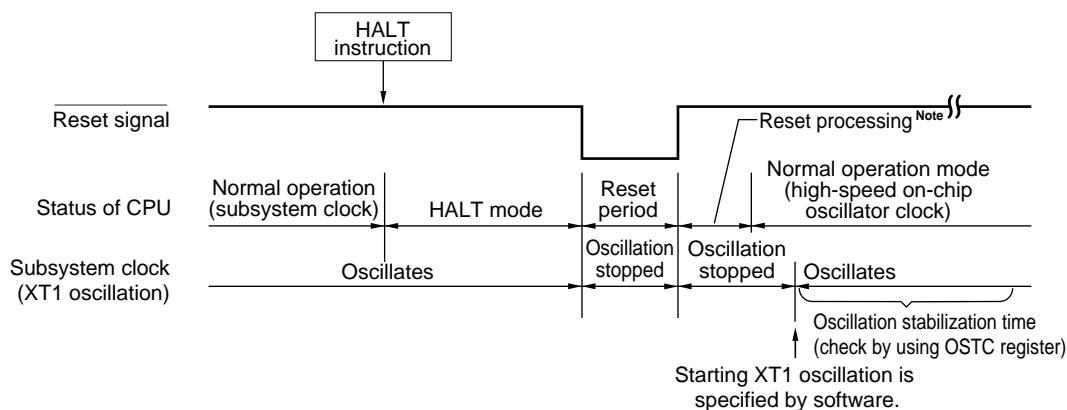 HALT
instruction
Reset signal
Reset processing Note
Status of CPU
Normal operation
(subsystem clock)
HALT mode
Reset
period
Normal operation mode
(high-speed on-chip
oscillator clock)
Subsystem clock
(XT1 oscillation)
Oscillates
Oscillation
stopped
Oscillation
stopped
Oscillates
Oscillation stabilization time
(check by using OSTC register)
Starting XT1 oscillation is
specified by software.